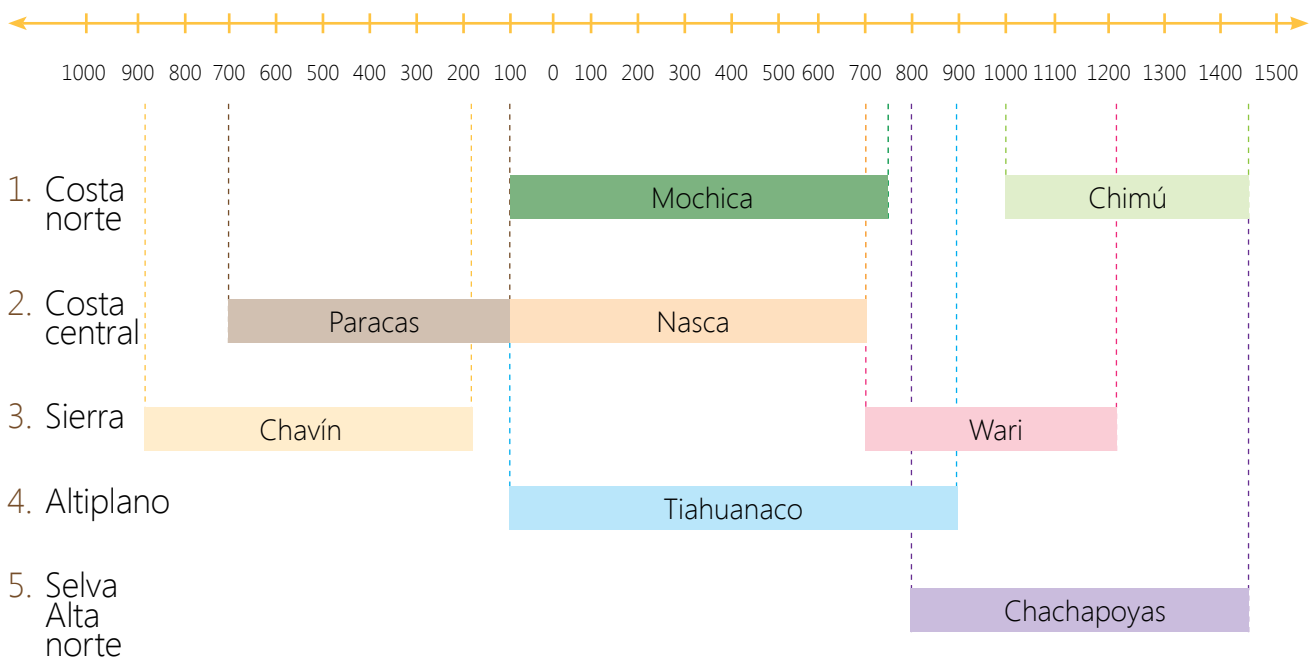 1000 900 800 700 600 500 400 300 200 100 0 100 200 300 400 500 600 700 800 900 1000 1100 1200 1300 1400 1500
1. Costa
norte
Mochica
Chimú
2. Costa
central
Paracas
Nasca
3. Sierra
Chavín
Wari
4. Altiplano
Tiahuanaco
5. Selva
Alta
norte
Chachapoyas